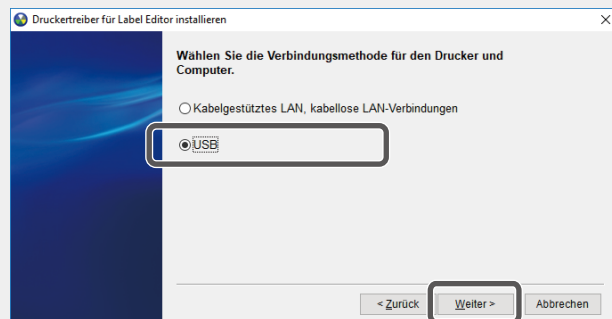 Druckertreiber für Label Editor installieren
Wählen Sie die Verbindungsmethode für den Drucker und
Computer.
Kabelgestütztes LAN, kabellose LAN-Verbindungen
USB
< Zurück Weiter > Abbrechen